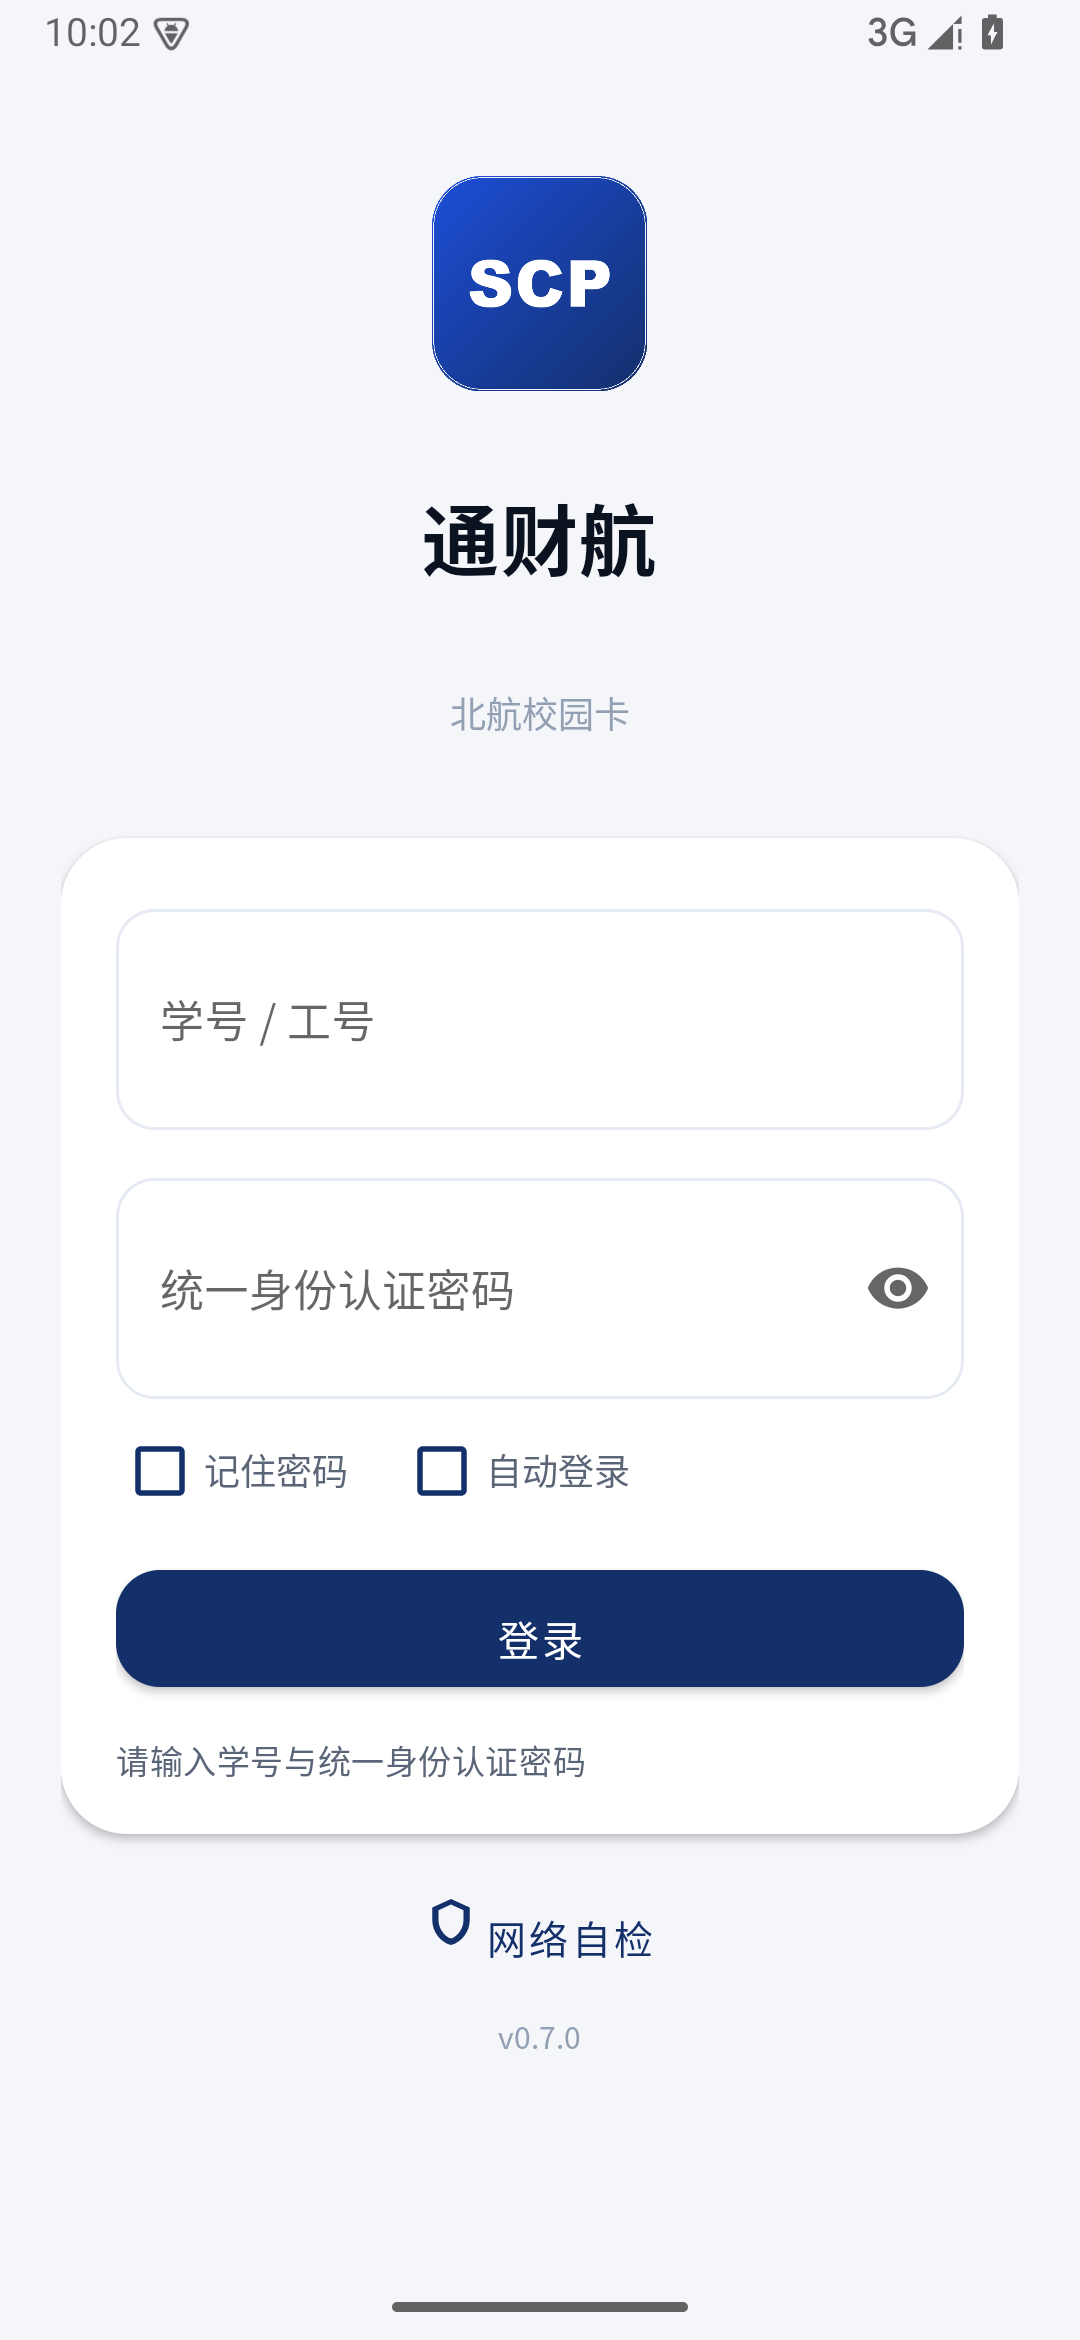 10:02
3G
SCP
通财航
北航校园卡
学号 / 工号
统一身份认证密码
记住密码
自动登录
登录
请输入学号与统一身份认证密码
网络自检
v0.7.0